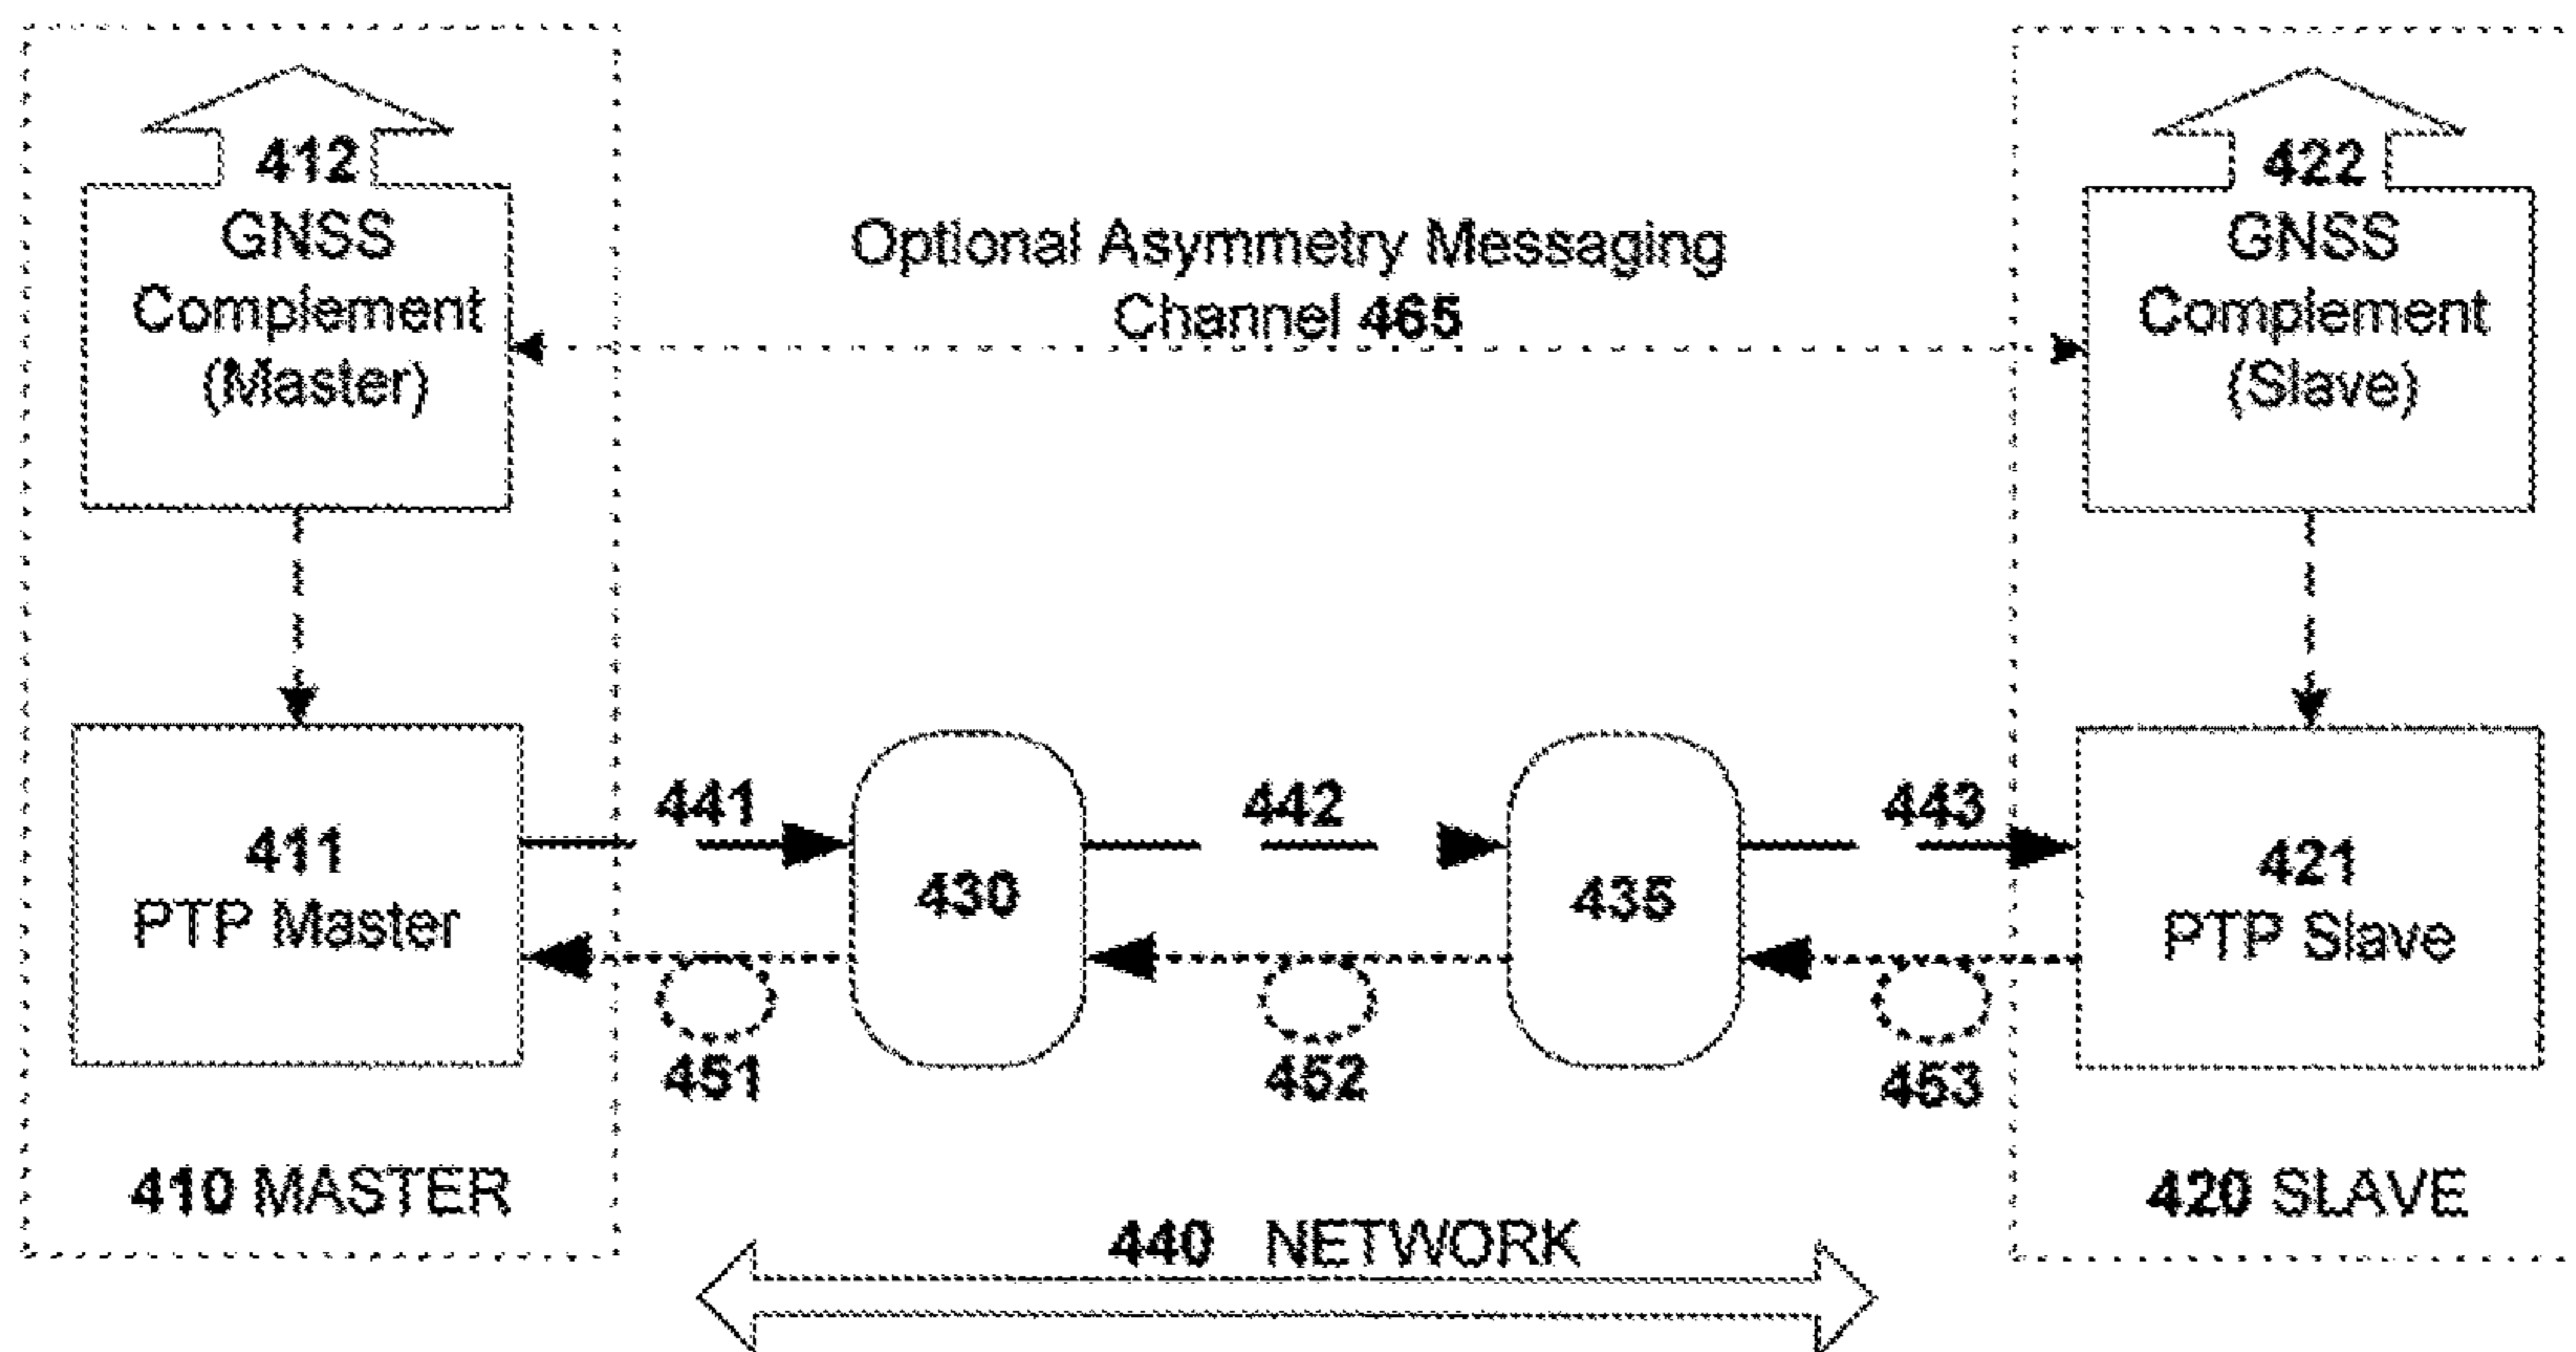 412
GNSS
Complement
(Master)
Optional Asymmetry Messaging
Channel 465
422
GNSS
Complement
(Slave)
411
PTP Master
441
430
442
435
443
421
PTP Slave
451
452
453
410 MASTER
420 SLAVE
440 NETWORK